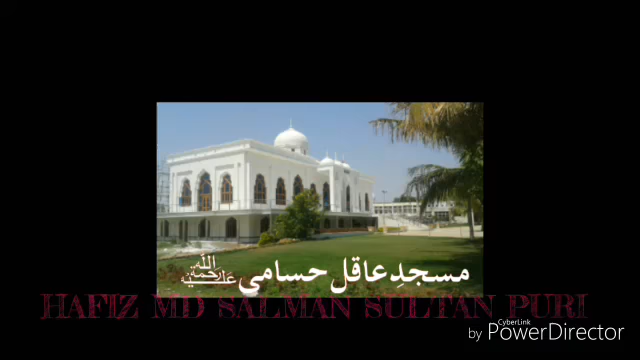 مسجدِ عاقل حسامی رحمۃ اللہ علیہ
HAFIZ MD SALMAN SULTAN PURI
CyberLink
by PowerDirector